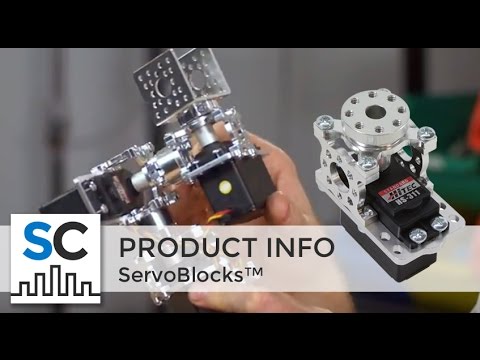 SC
PRODUCT INFO
ServoBlocks™
HITEC
HS-311